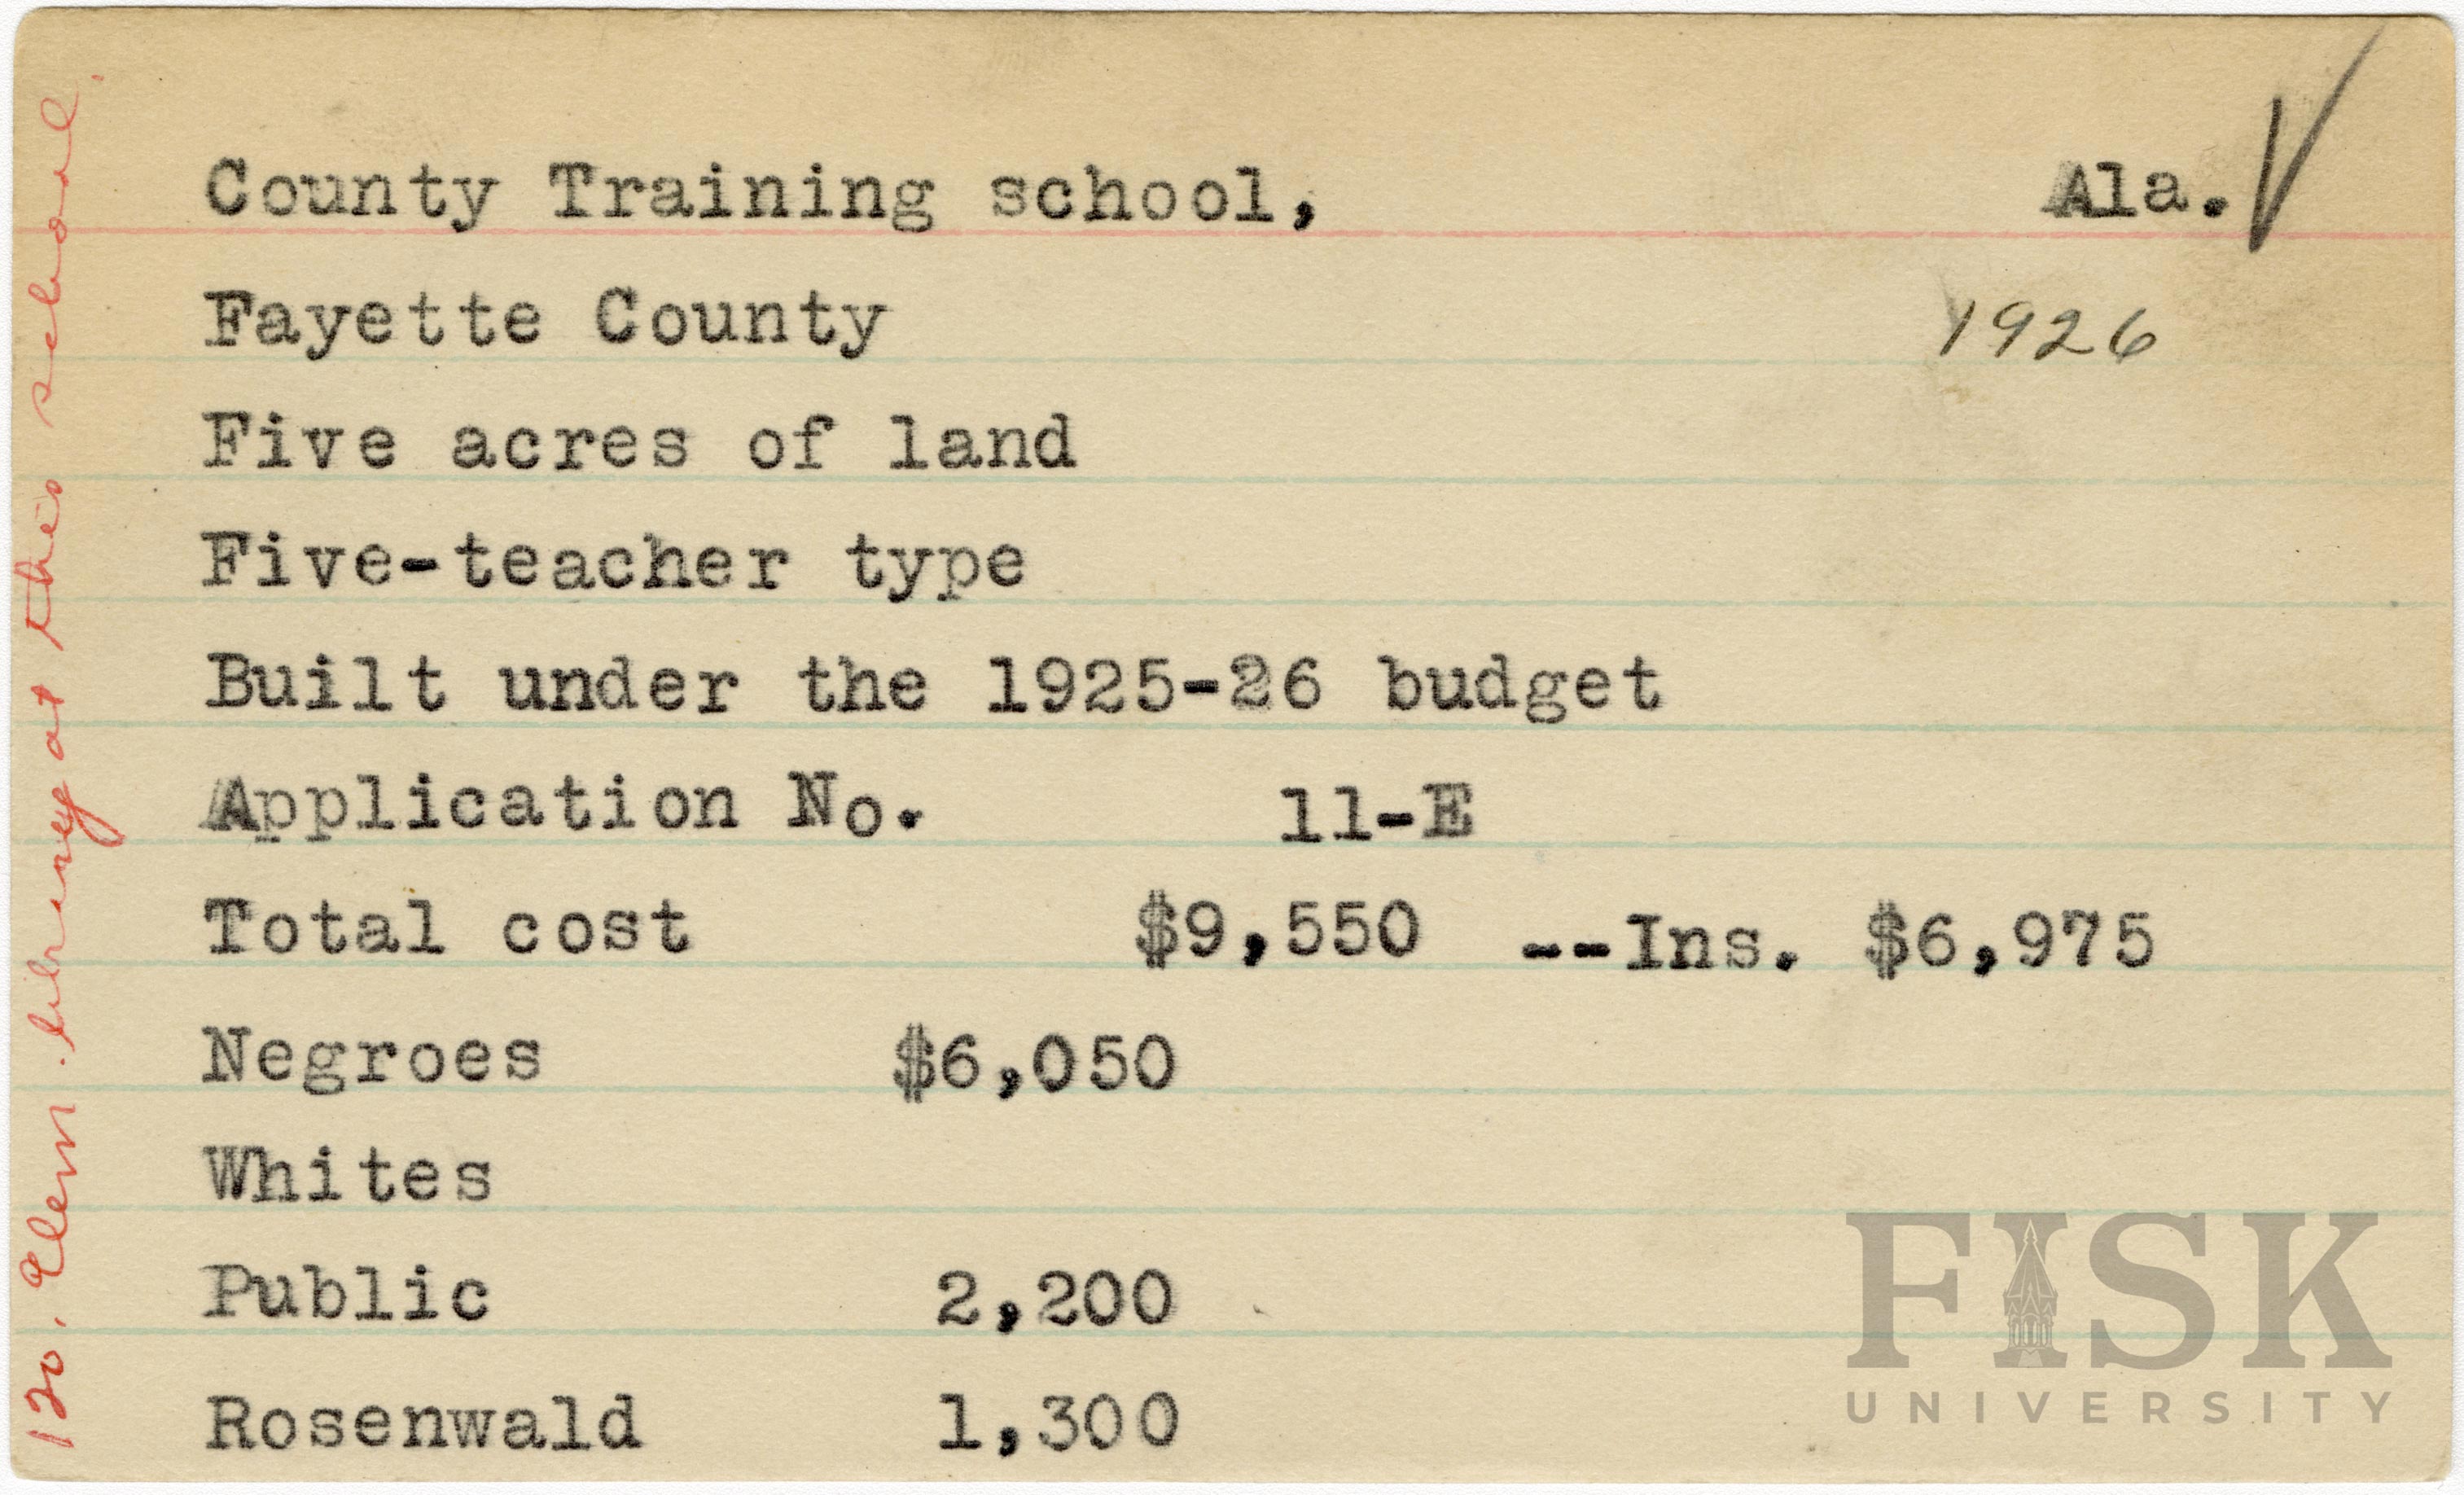 County Training school, Ala. V
Fayette County 1926
Five acres of land
Five-teacher type
Built under the 1925-26 budget
Application No. 11-E
Total cost $9,550 --Ins. $6,975
Negroes $6,050
Whites
Public 2,200
Rosenwald 1,300
120. Elem. library at this school.
FISK
UNIVERSITY